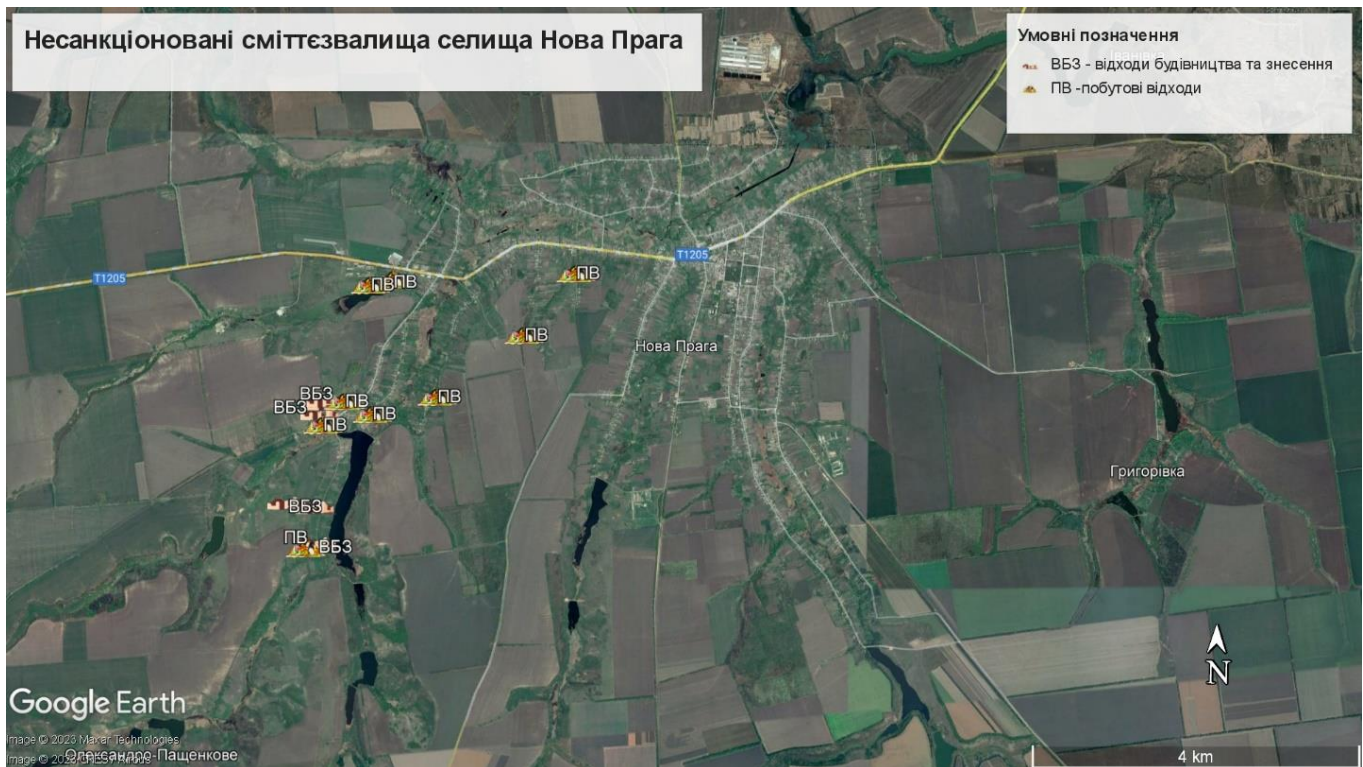 Несанкціоновані сміттєзвалища селища Нова Прага
Умовні позначення
ВБЗ - відходи будівництва та знесення
ПВ -побутові відходи
T1205
T1205
ПВ
ПВ
ПВ
ПВ
Нова Прага
ВБЗ
ПВ
ПВ
ВБЗ
ПВ
ПВ
Григорівка
ВБЗ
ПВ
ВБЗ
N
Google Earth
Image © 2023 Maxar Technologies
Олександро-Пащенкове
4 km